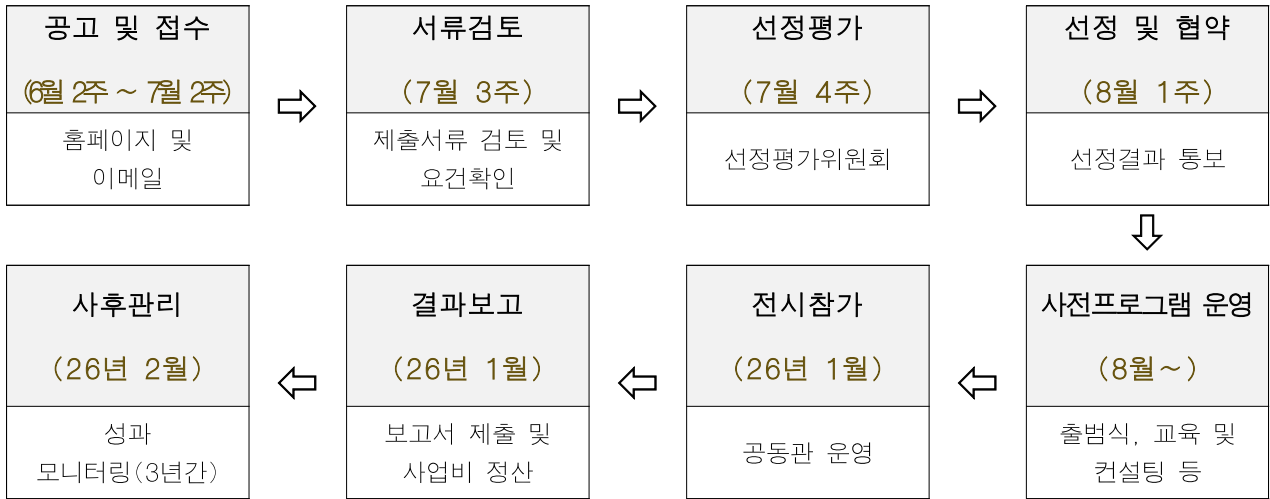 공고 및 접수
(6월 2주 ~ 7월 2주)
홈페이지 및
이메일
서류검토
(7월 3주)
제출서류 검토 및
요건확인
선정평가
(7월 4주)
선정평가위원회
선정 및 협약
(8월 1주)
선정결과 통보
사전프로그램 운영
(8월~)
출범식, 교육 및
컨설팅 등
전시참가
(26년 1월)
공동관 운영
결과보고
(26년 1월)
보고서 제출 및
사업비 정산
사후관리
(26년 2월)
성과
모니터링(3년간)